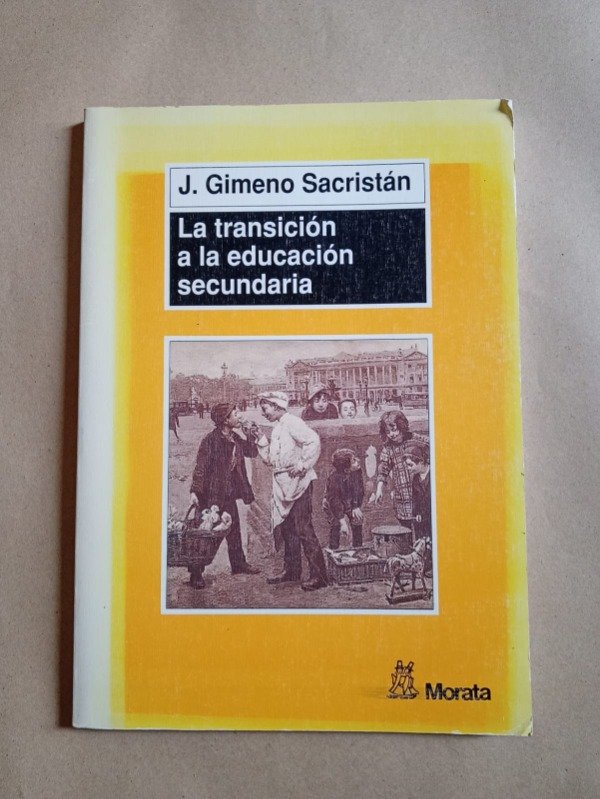 J. Gimeno Sacristán
La transición
a la educación
secundaria
Morata